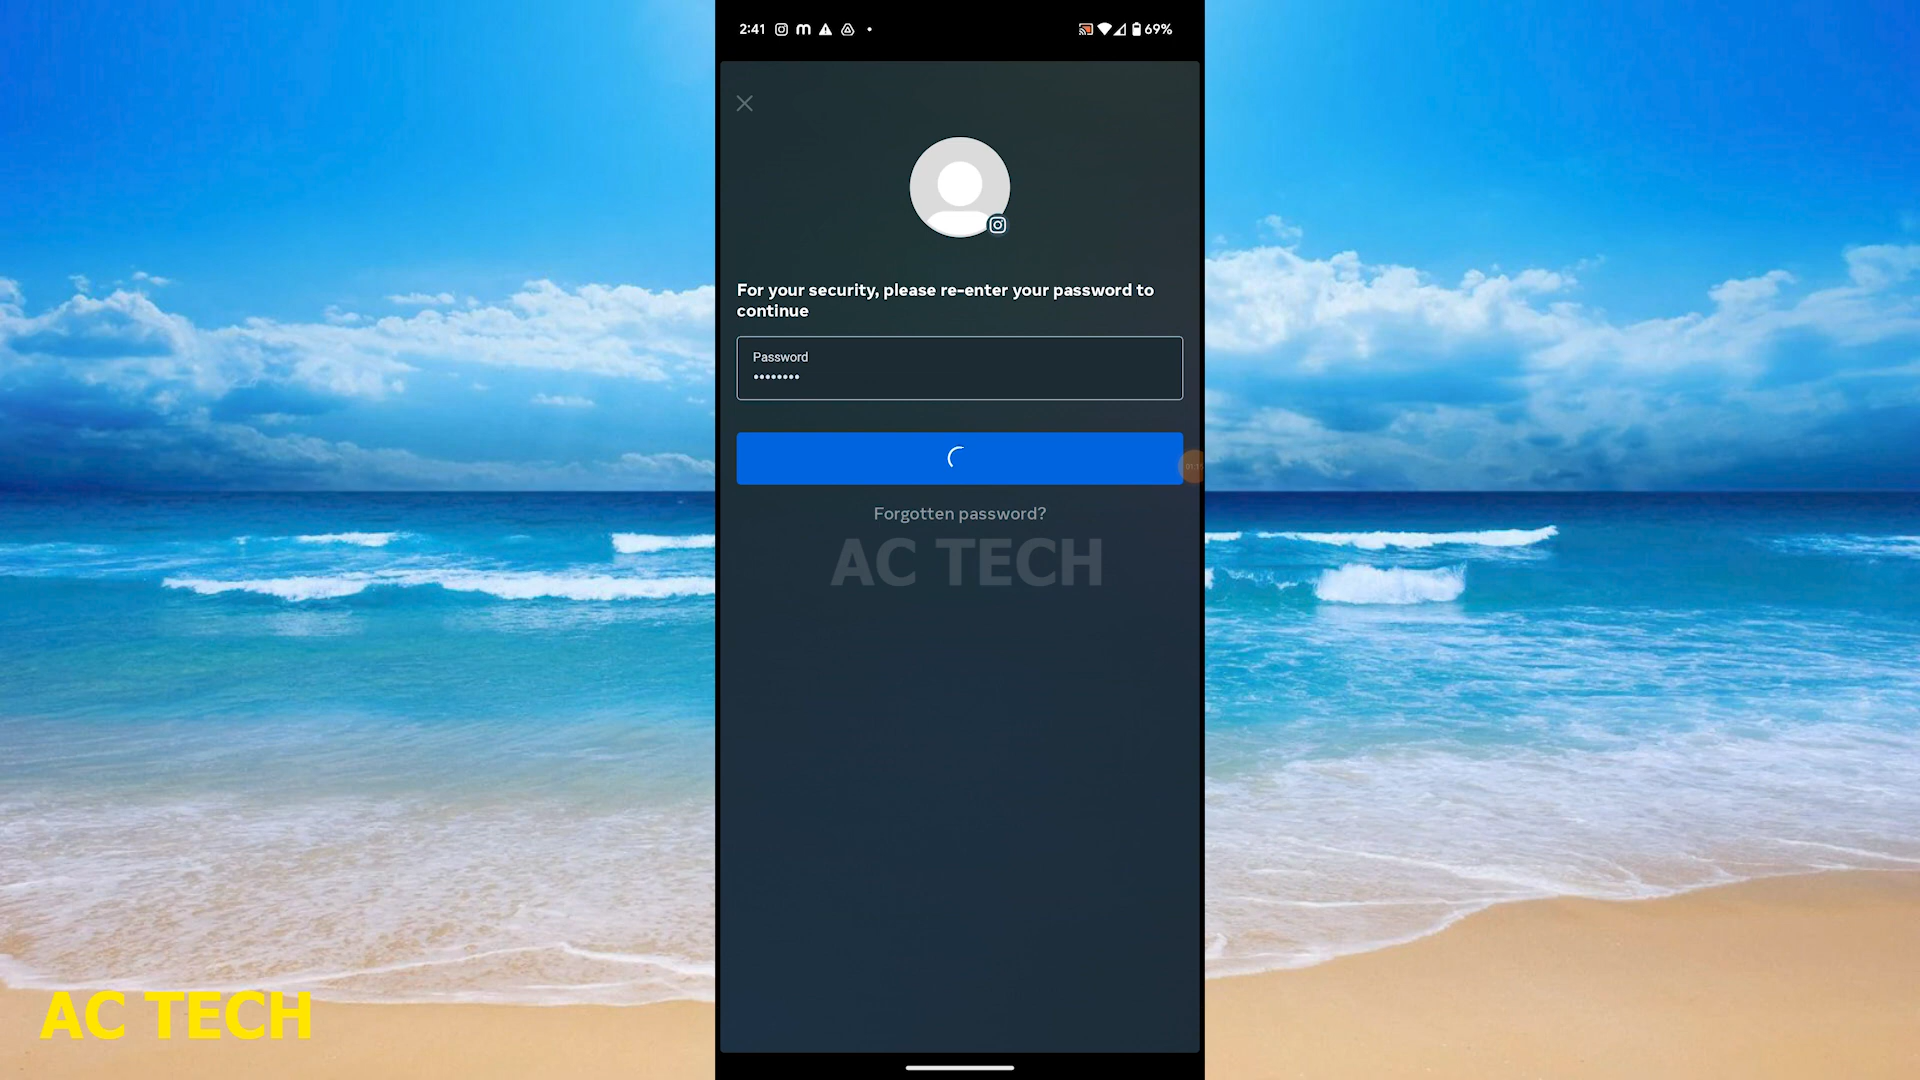 2:41
69%
For your security, please re-enter your password to
continue
Password
••••••••
Forgotten password?
AC TECH
AC TECH